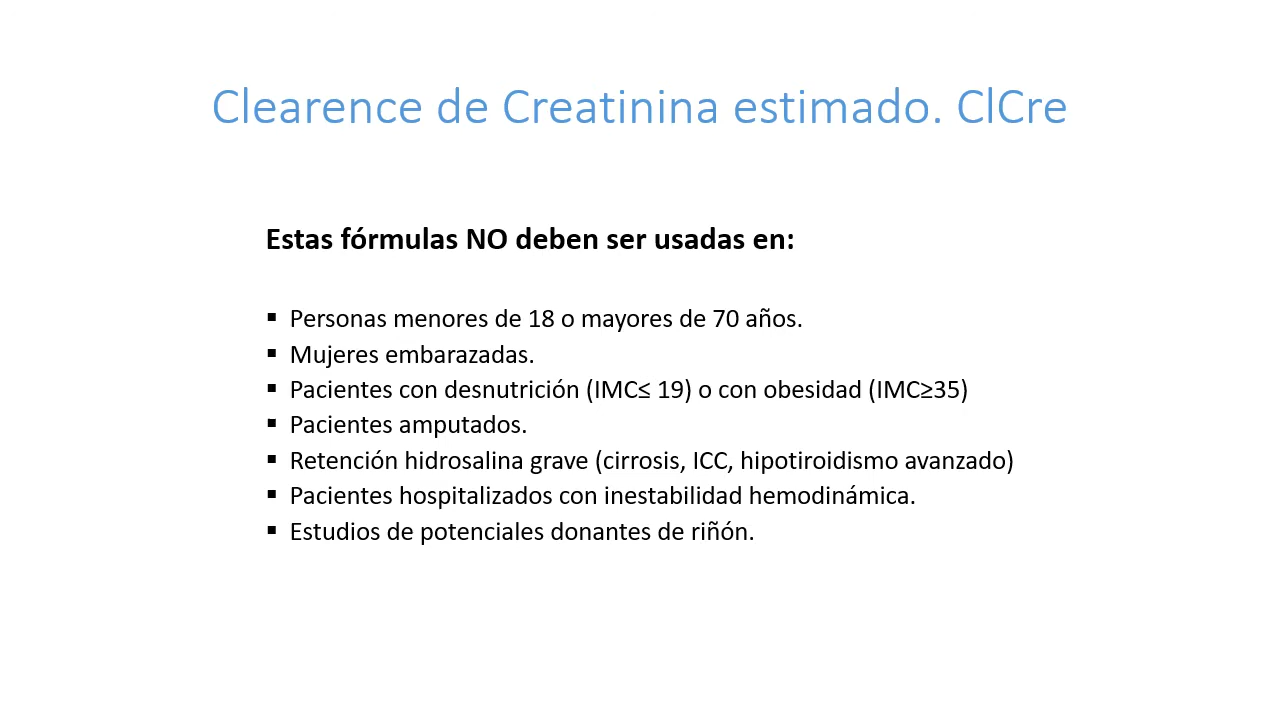 Clearence de Creatinina estimado. ClCre
Estas fórmulas NO deben ser usadas en:
▪ Personas menores de 18 o mayores de 70 años.
▪ Mujeres embarazadas.
▪ Pacientes con desnutrición (IMC≤ 19) o con obesidad (IMC≥35)
▪ Pacientes amputados.
▪ Retención hidrosalina grave (cirrosis, ICC, hipotiroidismo avanzado)
▪ Pacientes hospitalizados con inestabilidad hemodinámica.
▪ Estudios de potenciales donantes de riñón.